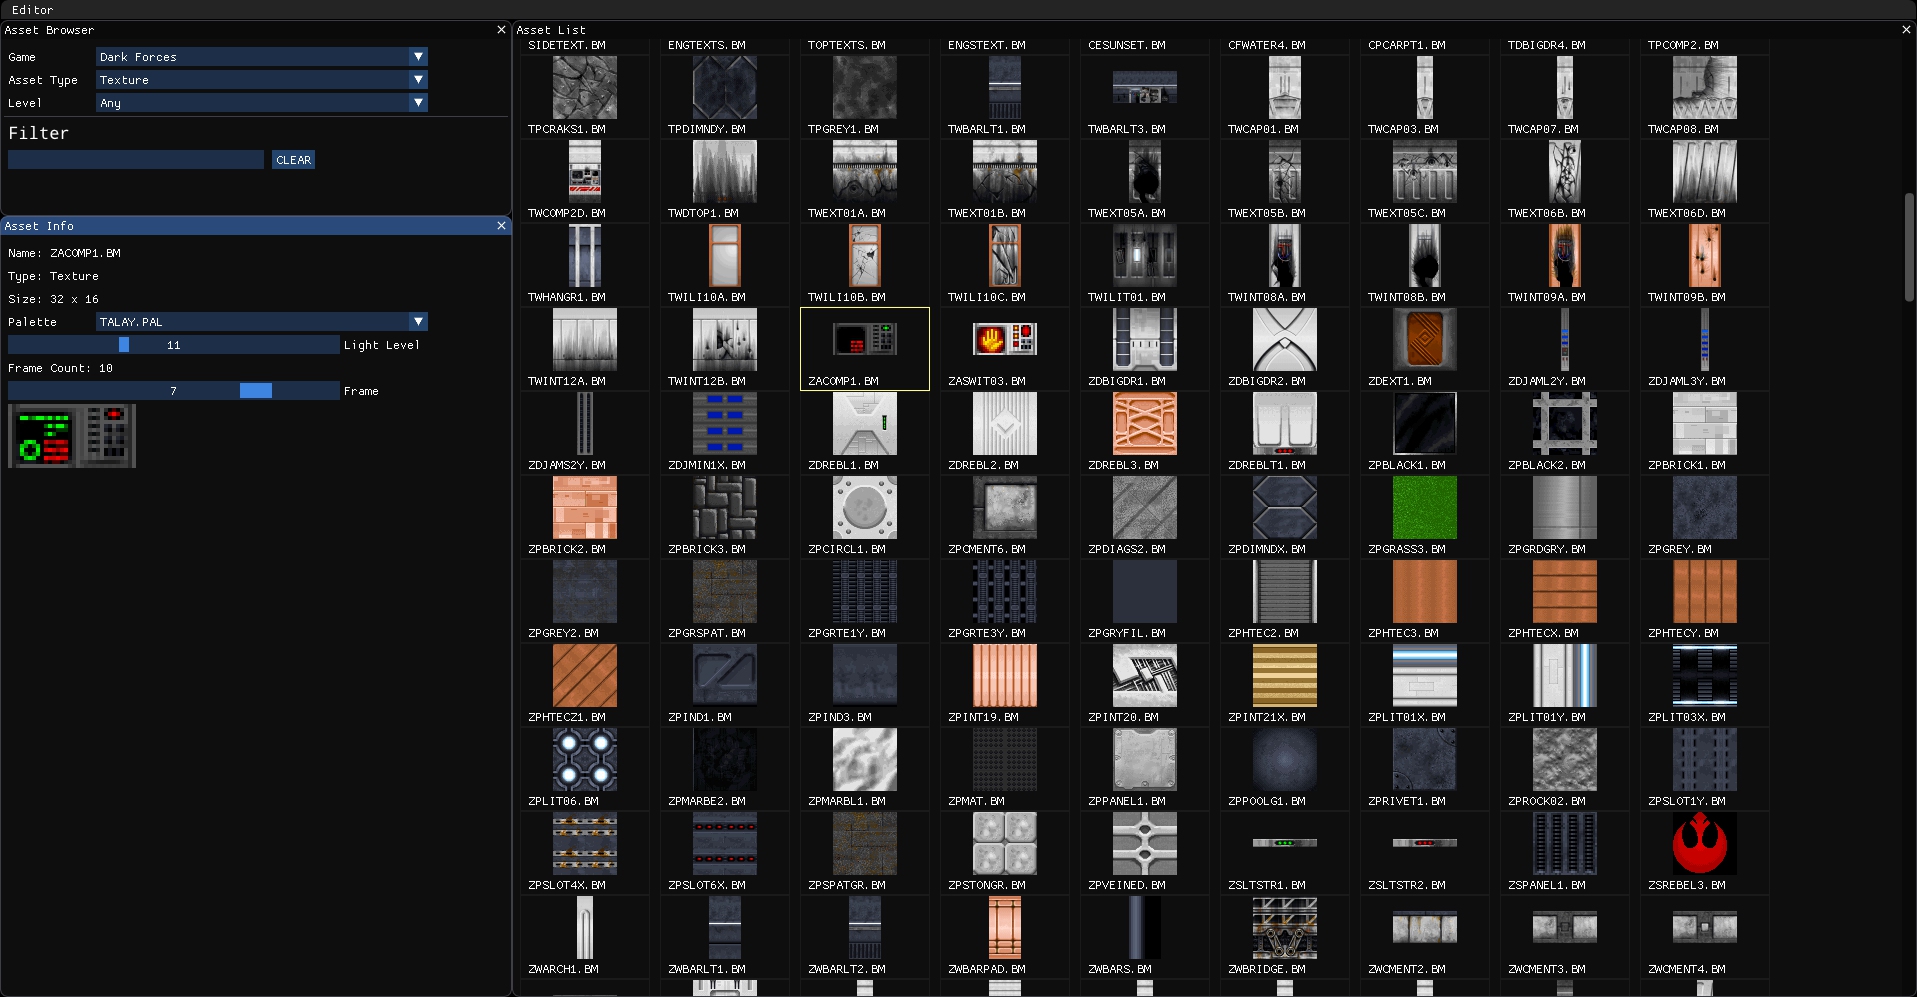 Editor
Asset Browser
Game Dark Forces
Asset Type Texture
Level Any
Filter
CLEAR
Asset Info
Name: ZACOMP1.BM
Type: Texture
Size: 32 x 16
Palette TALAY.PAL
11 Light Level
Frame Count: 10
7 Frame
Asset List
SIDETEXT.BM ENGTEXTS.BM TOPTEXTS.BM ENGSTEXT.BM CESUNSET.BM CFWATER4.BM CPCARPT1.BM TDBIGDR4.BM TPCOMP2.BM
TPCRAKS1.BM TPDIMNDY.BM TPGREY1.BM TWBARLT1.BM TWBARLT3.BM TWCAP01.BM TWCAP03.BM TWCAP07.BM TWCAP08.BM
TWCOMP2D.BM TWDTOP1.BM TWEXT01A.BM TWEXT01B.BM TWEXT05A.BM TWEXT05B.BM TWEXT05C.BM TWEXT06B.BM TWEXT06D.BM
TWHANGR1.BM TWILI10A.BM TWILI10B.BM TWILI10C.BM TWILIT01.BM TWINT08A.BM TWINT08B.BM TWINT09A.BM TWINT09B.BM
TWINT12A.BM TWINT12B.BM ZACOMP1.BM ZASWIT03.BM ZDBIGDR1.BM ZDBIGDR2.BM ZDEXT1.BM ZDJAML2Y.BM ZDJAML3Y.BM
ZDJAMS2Y.BM ZDJMIN1X.BM ZDREBL1.BM ZDREBL2.BM ZDREBL3.BM ZDREBLT1.BM ZPBLACK1.BM ZPBLACK2.BM ZPBRICK1.BM
ZPBRICK2.BM ZPBRICK3.BM ZPCIRCL1.BM ZPCMENT6.BM ZPDIAGS2.BM ZPDIMNDX.BM ZPGRASS3.BM ZPGRDGRY.BM ZPGREY.BM
ZPGREY2.BM ZPGRSPAT.BM ZPGRTE1Y.BM ZPGRTE3Y.BM ZPGRYFIL.BM ZPHTEC2.BM ZPHTEC3.BM ZPHTECX.BM ZPHTECY.BM
ZPHTECZ1.BM ZPIND1.BM ZPIND3.BM ZPINT19.BM ZPINT20.BM ZPINT21X.BM ZPLIT01X.BM ZPLIT01Y.BM ZPLIT03X.BM
ZPLIT06.BM ZPMARBE2.BM ZPMARBL1.BM ZPMAT.BM ZPPANEL1.BM ZPPOOLG1.BM ZPRIVET1.BM ZPROCK02.BM ZPSLOT1Y.BM
ZPSLOT4X.BM ZPSLOT6X.BM ZPSPATGR.BM ZPSTONGR.BM ZPVEINED.BM ZSLTSTR1.BM ZSLTSTR2.BM ZSPANEL1.BM ZSREBEL3.BM
ZWARCH1.BM ZWBARLT1.BM ZWBARLT2.BM ZWBARPAD.BM ZWBARS.BM ZWBRIDGE.BM ZWCMENT2.BM ZWCMENT3.BM ZWCMENT4.BM